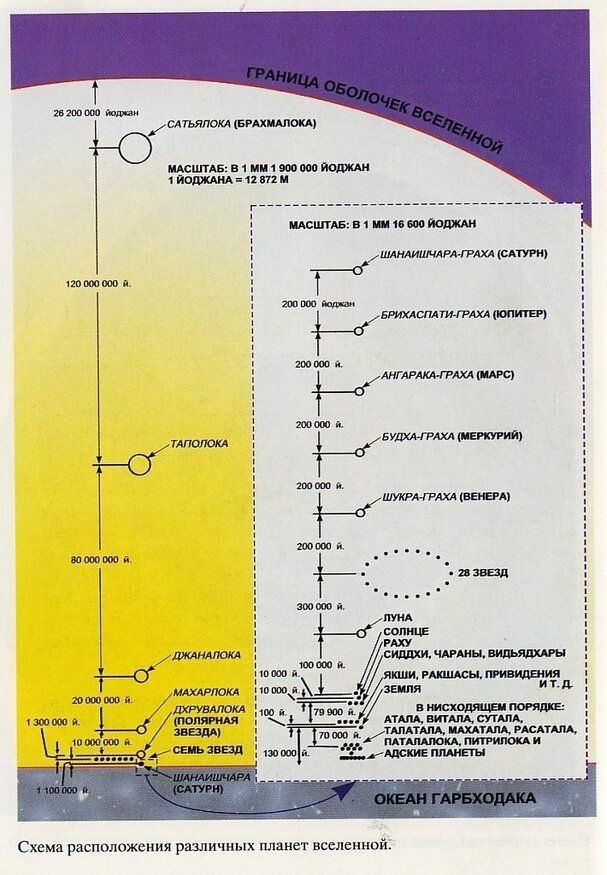 ГРАНИЦА ОБОЛОЧЕК ВСЕЛЕННОЙ
26 200 000 йоджан
САТЬЯЛОКА (БРАХМАЛОКА)
МАСШТАБ: В 1 ММ 1 900 000 ЙОДЖАН
1 ЙОДЖАНА = 12 872 М
120 000 000 й.
ТАПОЛОКА
80 000 000 й.
ДЖАНАЛОКА
20 000 000 й.
МАХАРЛОКА
ДХРУВАЛОКА
(ПОЛЯРНАЯ
ЗВЕЗДА)
1 300 000 й.
10 000 000 й.
СЕМЬ ЗВЕЗД
1 100 000 й.
ШАНАИШЧАРА
(САТУРН)
МАСШТАБ: В 1 ММ 16 600 ЙОДЖАН
ШАНАИШЧАРА-ГРАХА (САТУРН)
200 000 йоджан
БРИХАСПАТИ-ГРАХА (ЮПИТЕР)
200 000 й.
АНГАРАКА-ГРАХА (МАРС)
200 000 й.
БУДХА-ГРАХА (МЕРКУРИЙ)
200 000 й.
ШУКРА-ГРАХА (ВЕНЕРА)
200 000 й.
28 ЗВЕЗД
300 000 й.
ЛУНА
СОЛНЦЕ
РАХУ
СИДДХИ, ЧАРАНЫ, ВИДЬЯДХАРЫ
100 000 й.
10 000 й.
ЯКШИ, РАКШАСЫ, ПРИВИДЕНИЯ
И Т. Д.
10 000 й.
ЗЕМЛЯ
100 й.
79 900 й.
В НИСХОДЯЩЕМ ПОРЯДКЕ:
АТАЛА, ВИТАЛА, СУТАЛА,
ТАЛАТАЛА, МАХАТАЛА, РАСАТАЛА,
ПАТАЛАЛОКА, ПИТРИЛОКА И
АДСКИЕ ПЛАНЕТЫ
70 000 й.
130 000 й.
ОКЕАН ГАРБХОДАКА
Схема расположения различных планет вселенной.